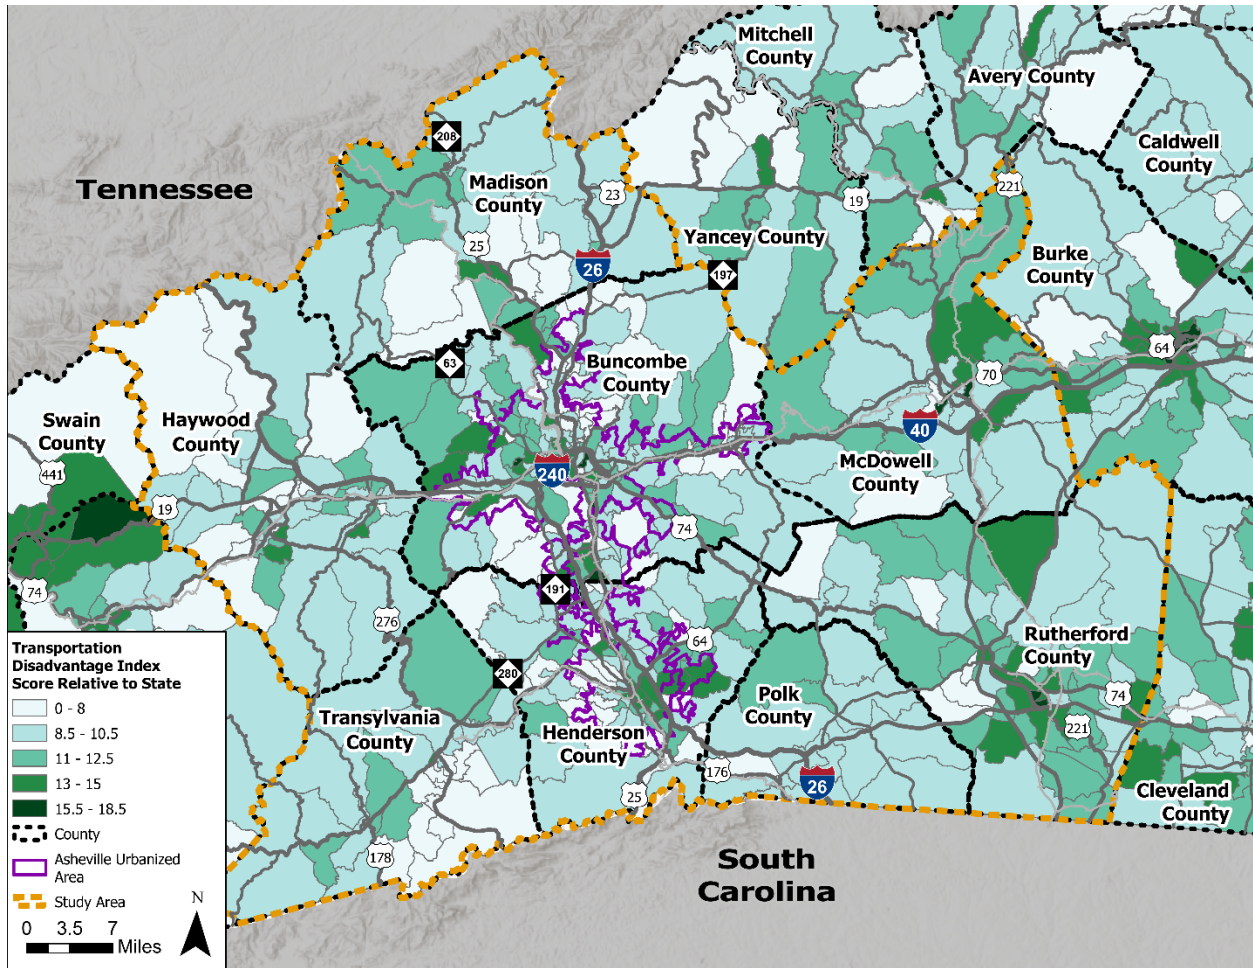 Mitchell
County
Avery County
Caldwell
County
208
Tennessee
Madison
County
221
23
19
25
Yancey County
Burke
County
26
197
64
63
Buncombe
County
70
Swain
County
Haywood
County
40
441
240
McDowell
County
19
74
74
191
276
64
Rutherford
County
280
Polk
County
74
Transylvania
County
Henderson
County
221
176
26
25
Cleveland
County
178
South
Carolina
Transportation
Disadvantage Index
Score Relative to State
0 - 8
8.5 - 10.5
11 - 12.5
13 - 15
15.5 - 18.5
County
Asheville Urbanized
Area
Study Area
N
0 3.5 7
Miles